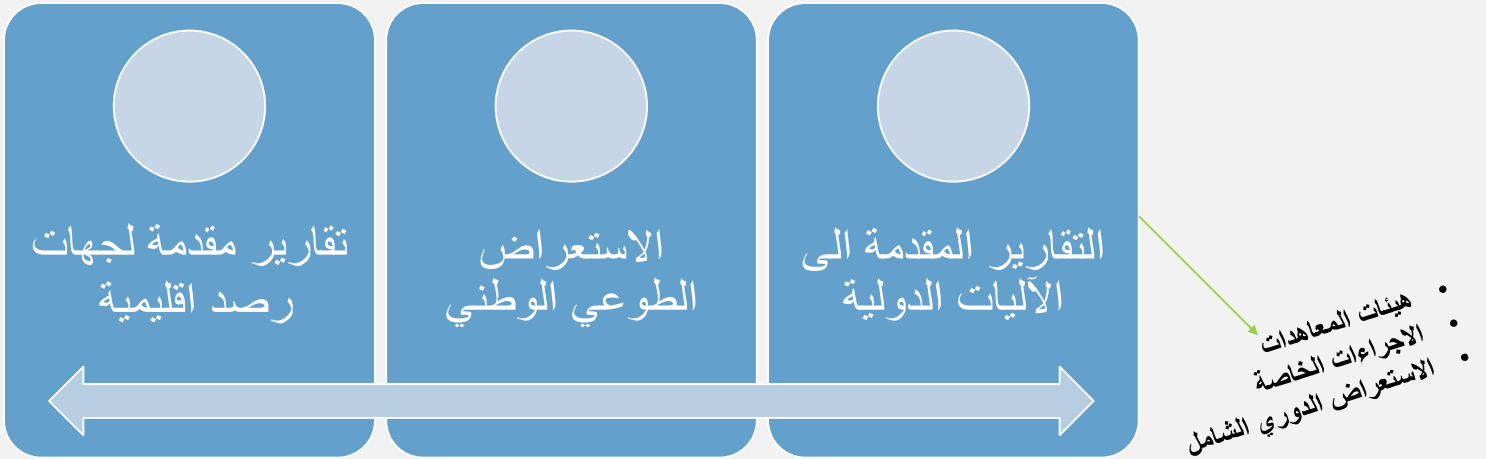 التقارير المقدمة الى
الآليات الدولية
الاستعراض
الطوعي الوطني
تقارير مقدمة لجهات
رصد اقليمية
• هيئات المعاهدات
• الاجراءات الخاصة
• الاستعراض الدوري الشامل